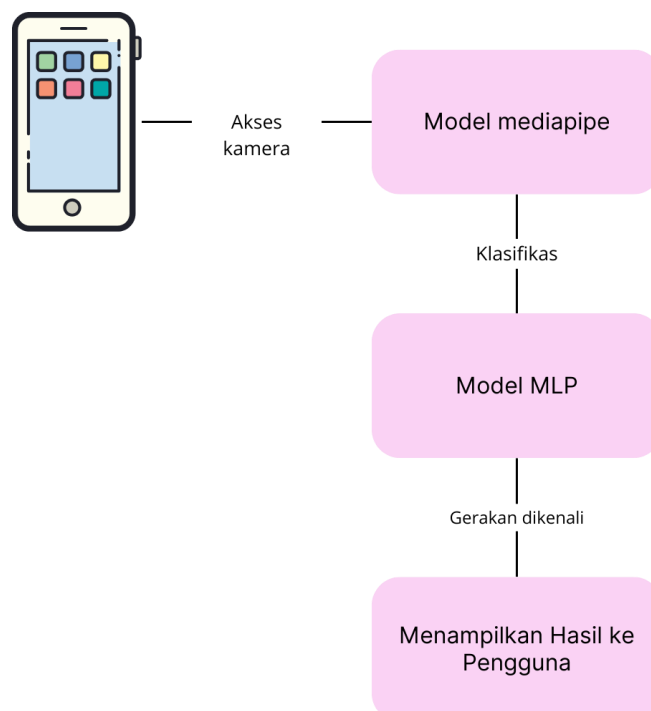 Akses
kamera
Model mediapipe
Klasifikas
Model MLP
Gerakan dikenali
Menampilkan Hasil ke
Pengguna